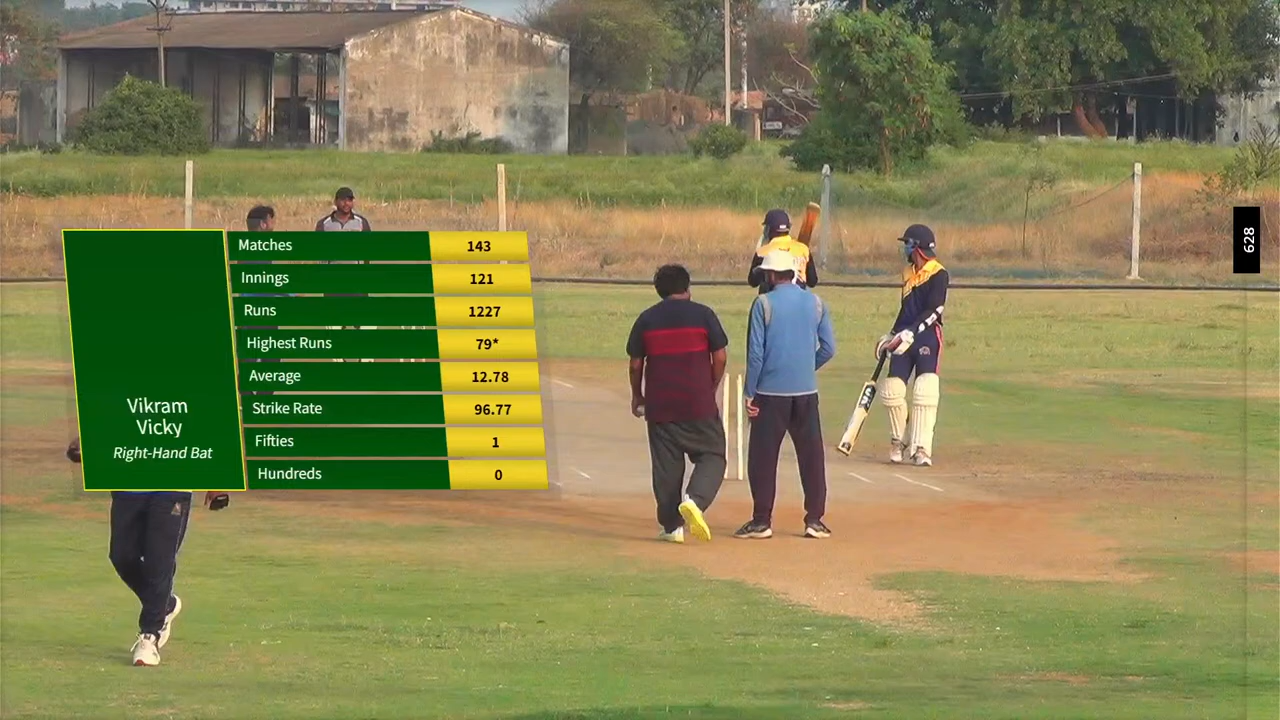 Vikram
Vicky
Right-Hand Bat
Matches 143
Innings 121
Runs 1227
Highest Runs 79*
Average 12.78
Strike Rate 96.77
Fifties 1
Hundreds 0
628